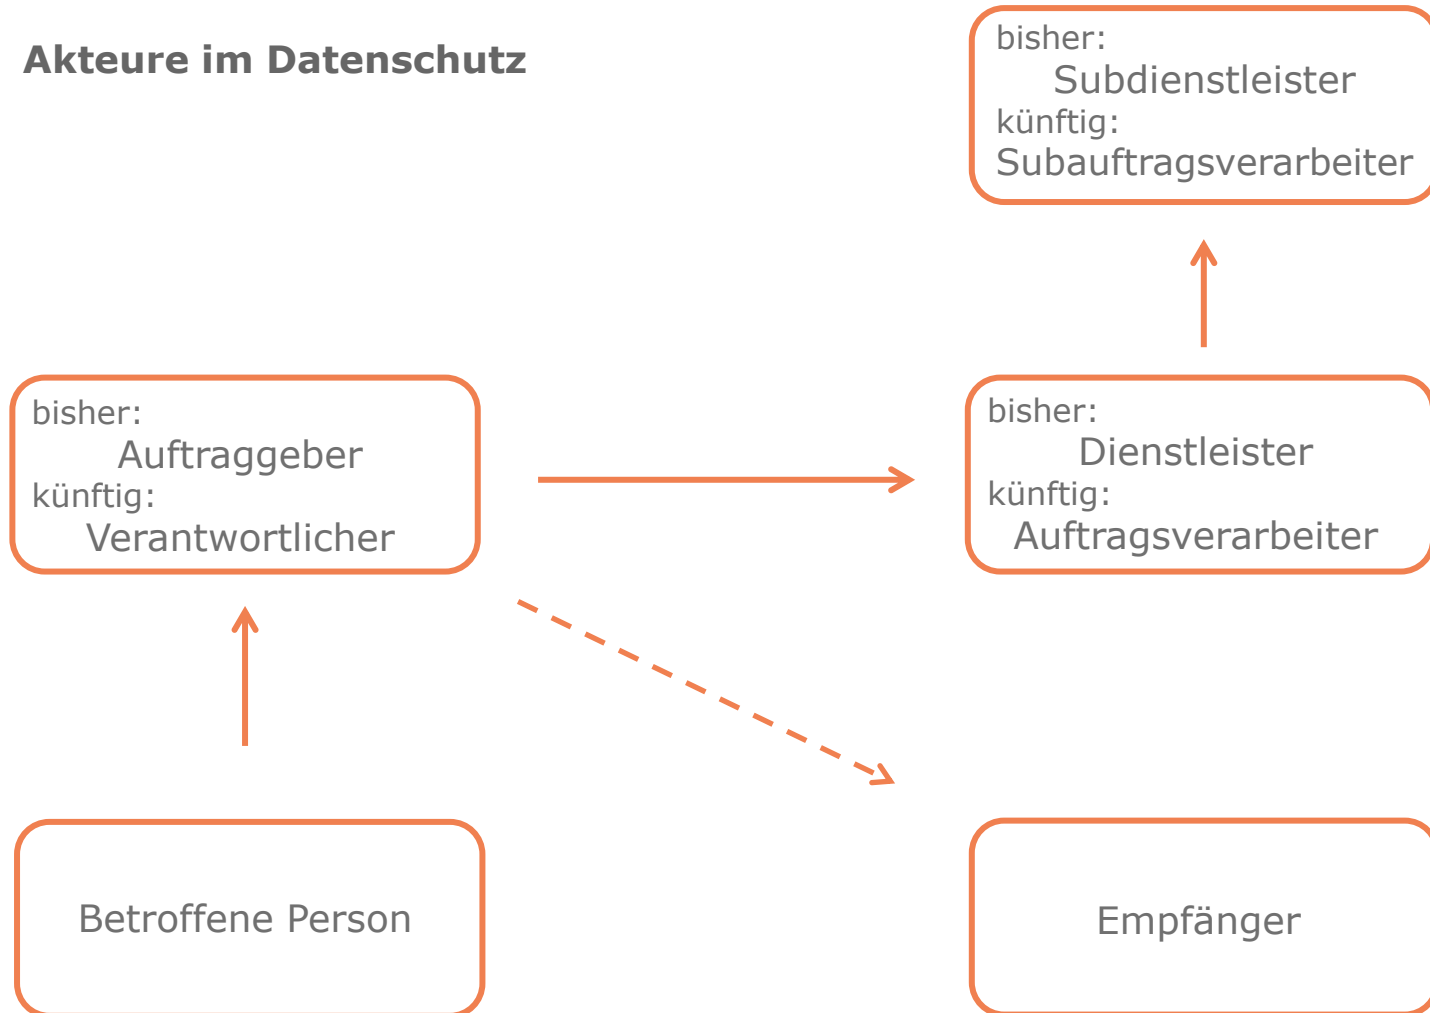 Akteure im Datenschutz
bisher:
Subdienstleister
künftig:
Subauftragsverarbeiter
bisher:
Auftraggeber
künftig:
Verantwortlicher
bisher:
Dienstleister
künftig:
Auftragsverarbeiter
Betroffene Person
Empfänger